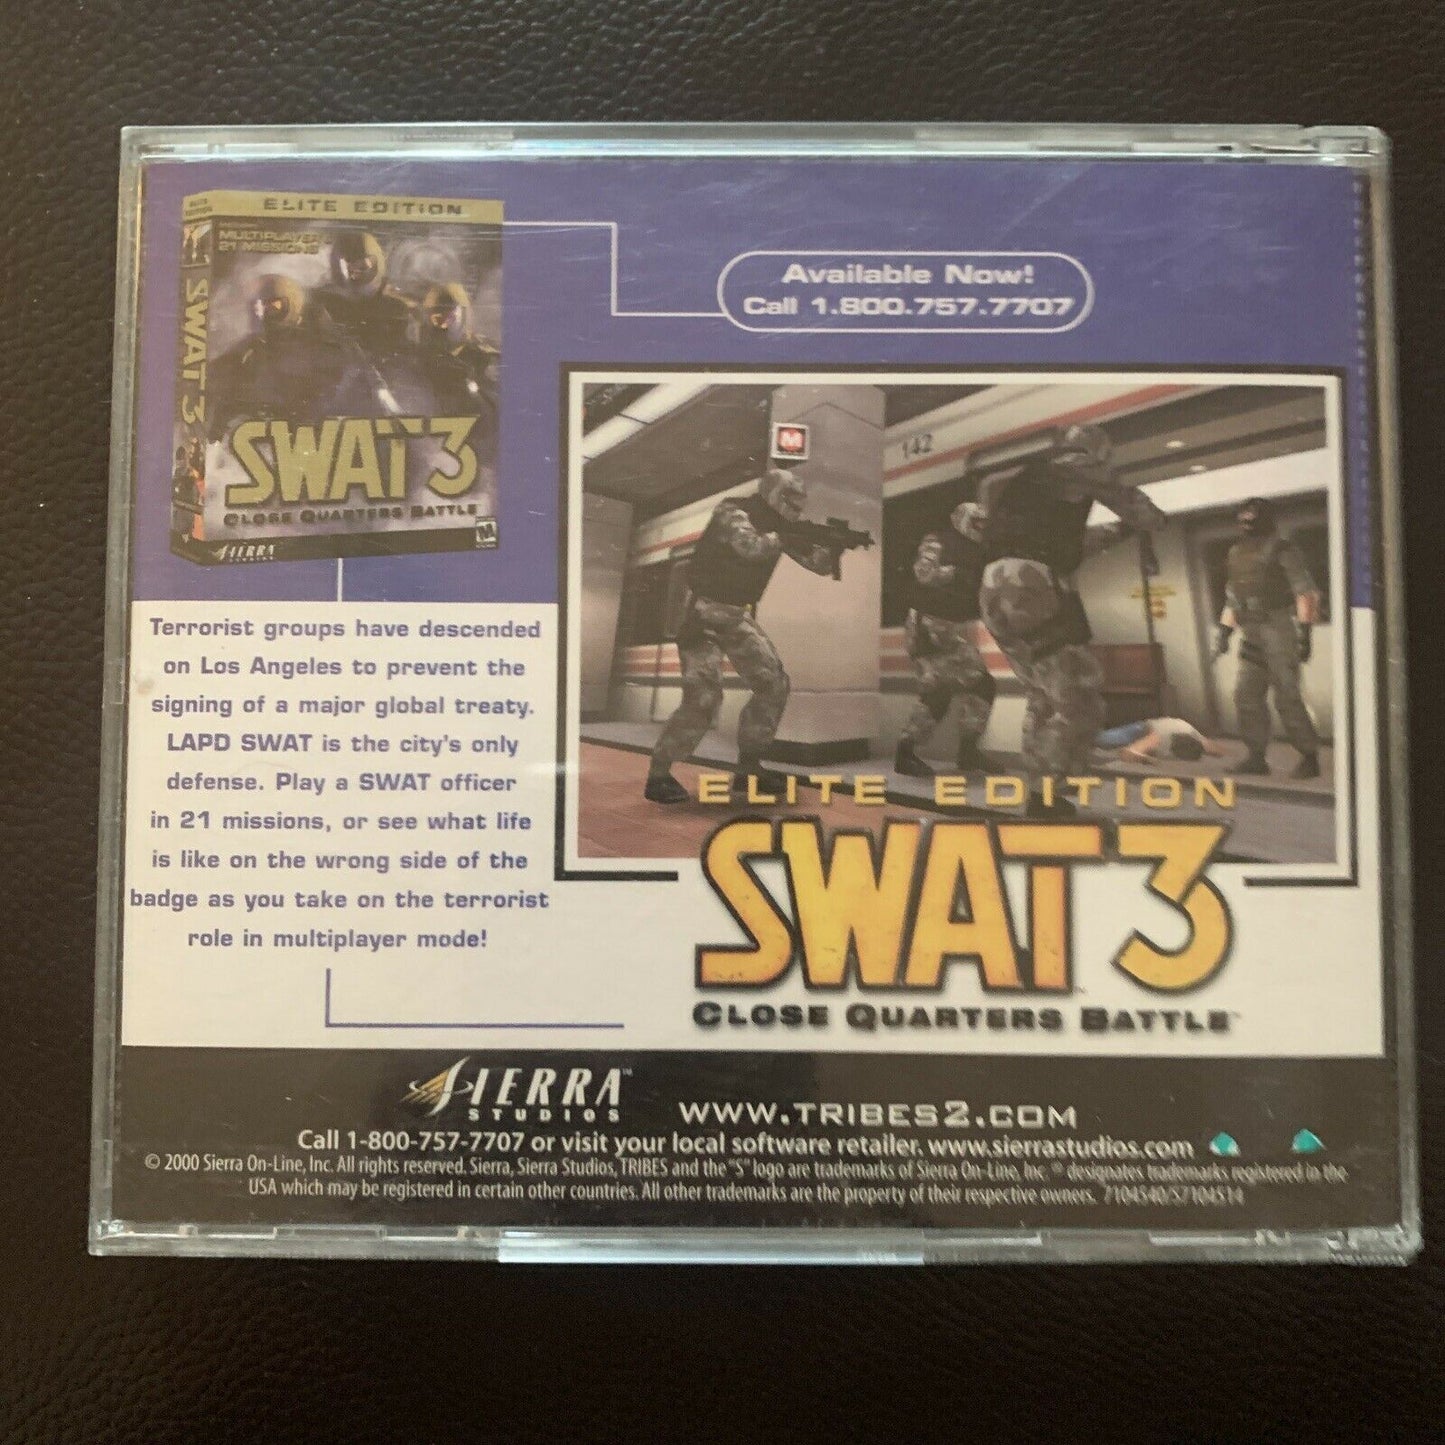 ELITE EDITION
MULTIPLAYER
21 MISSIONS
SWAT 3
SWAT 3
CLOSE QUARTERS BATTLE
M
SIERRA
STUDIOS
Available Now!
Call 1.800.757.7707
M
142
Terrorist groups have descended
on Los Angeles to prevent the
signing of a major global treaty.
LAPD SWAT is the city's only
defense. Play a SWAT officer
in 21 missions, or see what life
is like on the wrong side of the
badge as you take on the terrorist
role in multiplayer mode!
ELITE EDITION
SWAT 3
CLOSE QUARTERS BATTLE™
SIERRA™
STUDIOS
WWW.TRIBES2.COM
Call 1-800-757-7707 or visit your local software retailer. www.sierrastudios.com
© 2000 Sierra On-Line, Inc. All rights reserved. Sierra, Sierra Studios, TRIBES and the "S" logo are trademarks of Sierra On-Line, Inc. ® designates trademarks registered in the
USA which may be registered in certain other countries. All other trademarks are the property of their respective owners. 7104540/S7104514